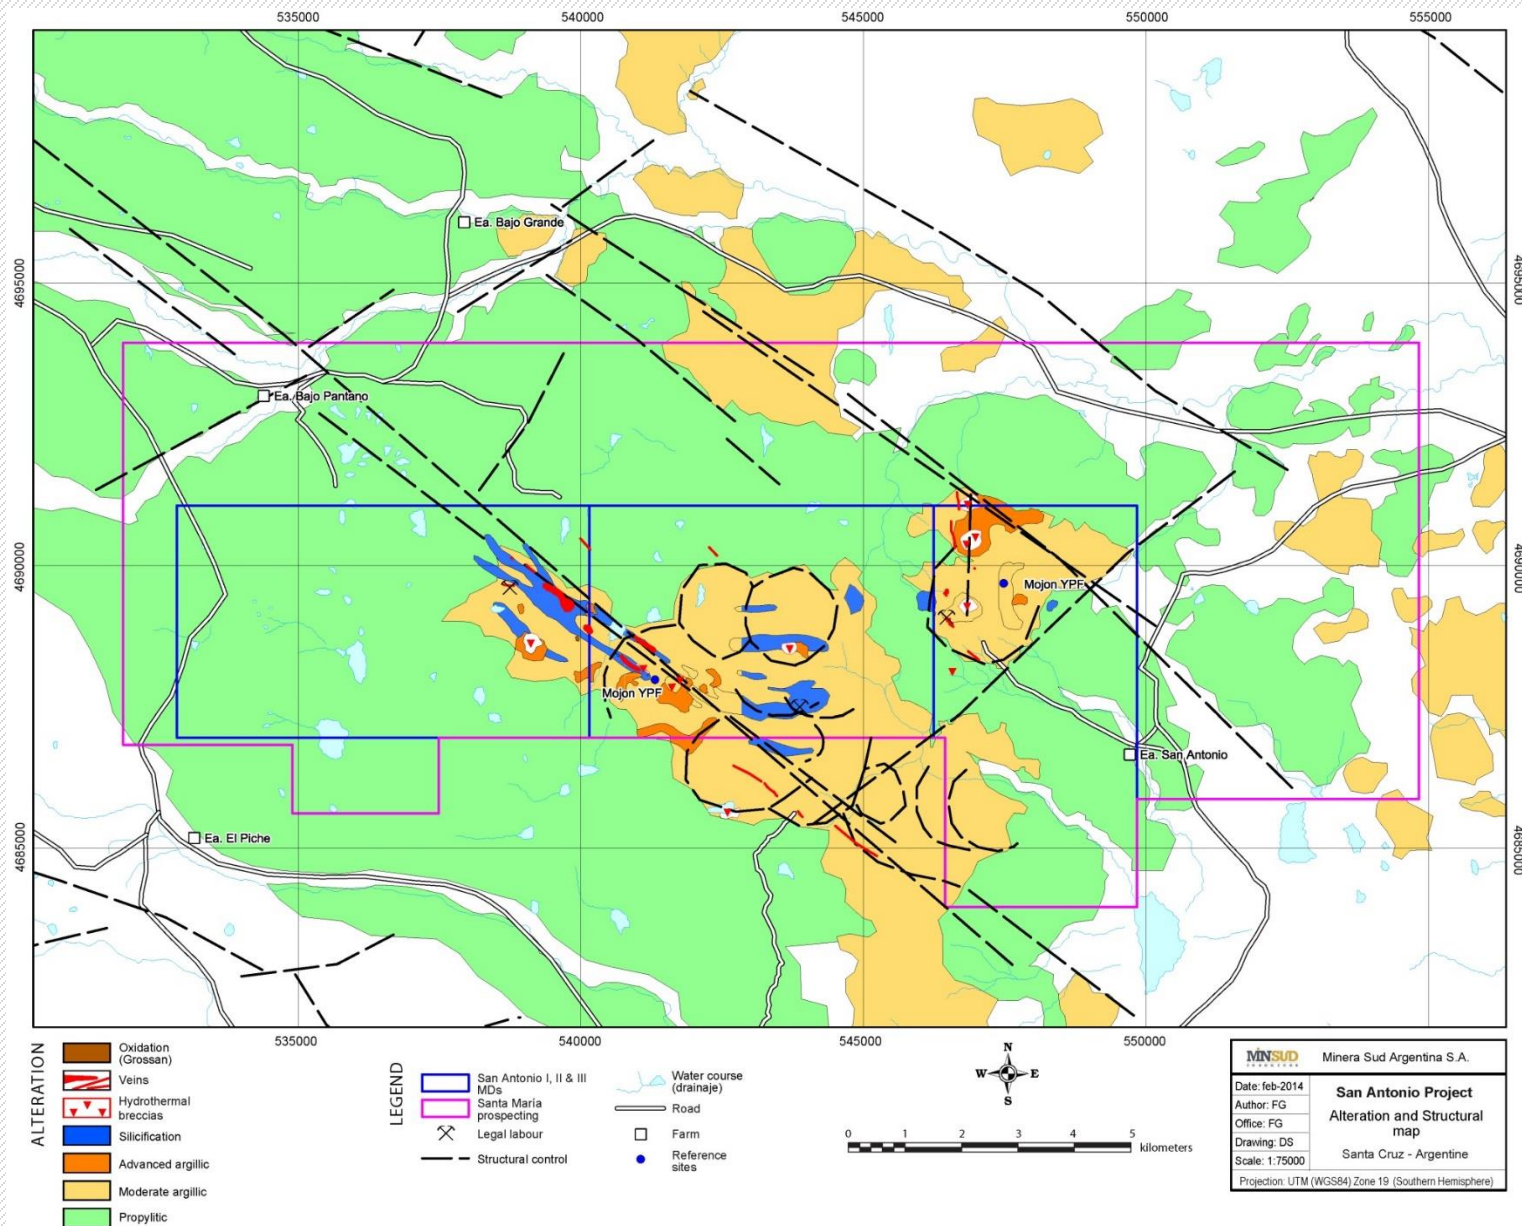 535000
540000
545000
550000
555000
4695000
4690000
4685000
4695000
4690000
4685000
Ea. Bajo Grande
Ea. Bajo Pantano
Mojon YPF
Mojon YPF
Ea. San Antonio
Ea. El Piche
535000
540000
545000
550000
ALTERATION
Oxidation
(Grossan)
Veins
Hydrothermal
breccias
Silicification
Advanced argillic
Moderate argillic
Propylitic
LEGEND
San Antonio I, II & III
MDs
Santa María
prospecting
Legal labour
Structural control
Water course
(drainaje)
Road
Farm
Reference
sites
N
W E
S
0 1 2 3 4 5
kilometers
MINSUD
Minera Sud Argentina S.A.
Date: feb-2014
Author: FG
Office: FG
Drawing: DS
Scale: 1:75000
San Antonio Project
Alteration and Structural
map
Santa Cruz - Argentine
Projection: UTM (WGS84) Zone 19 (Southern Hemisphere)